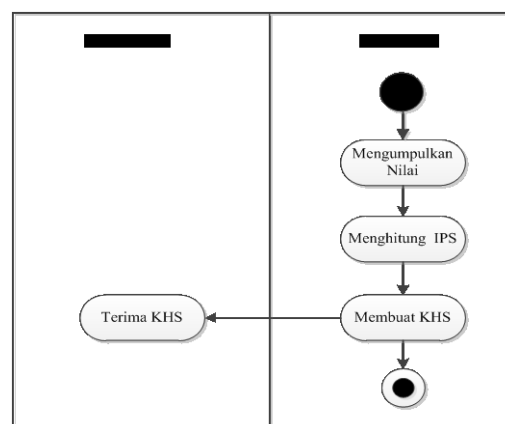 Mengumpulkan
Nilai
Menghitung IPS
Terima KHS
Membuat KHS